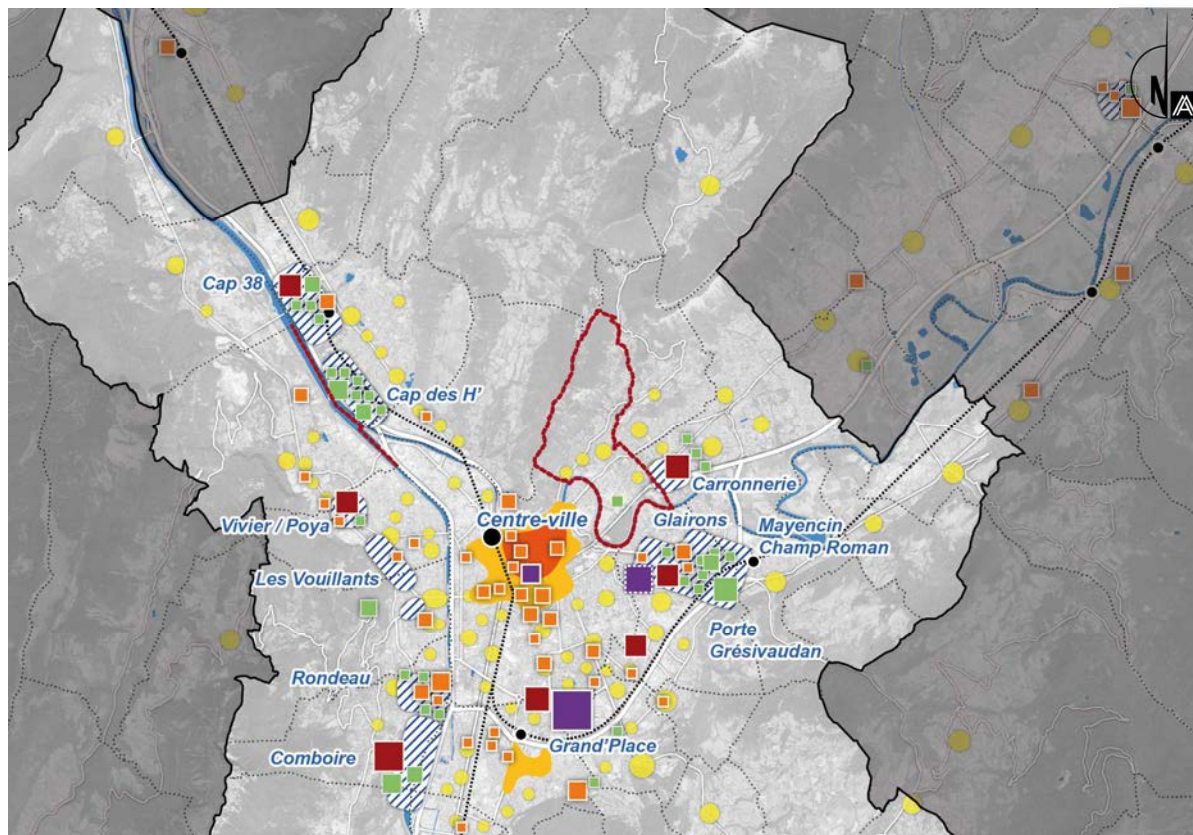 N
Cap 38
Cap des H'
Carronnerie
Centre-ville
Glairons
Vivier / Poya
Mayencin
Champ Roman
Les Vouillants
Porte
Grésivaudan
Rondeau
Grand'Place
Comboire